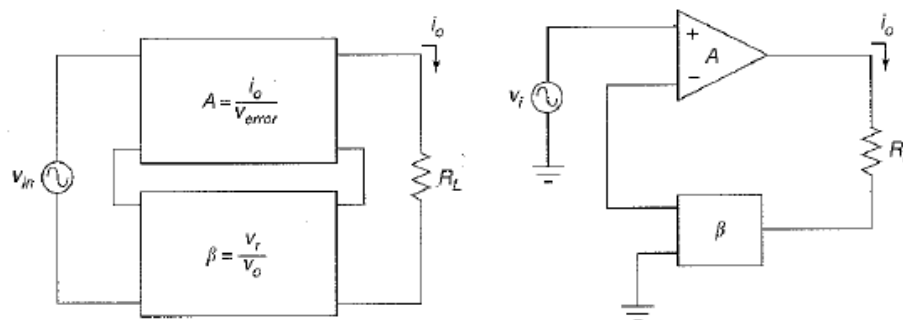 A = i_o / v_error
v_in
R_L
β = v_r / v_o
i_o
v_i
+
A
−
i_o
R
β